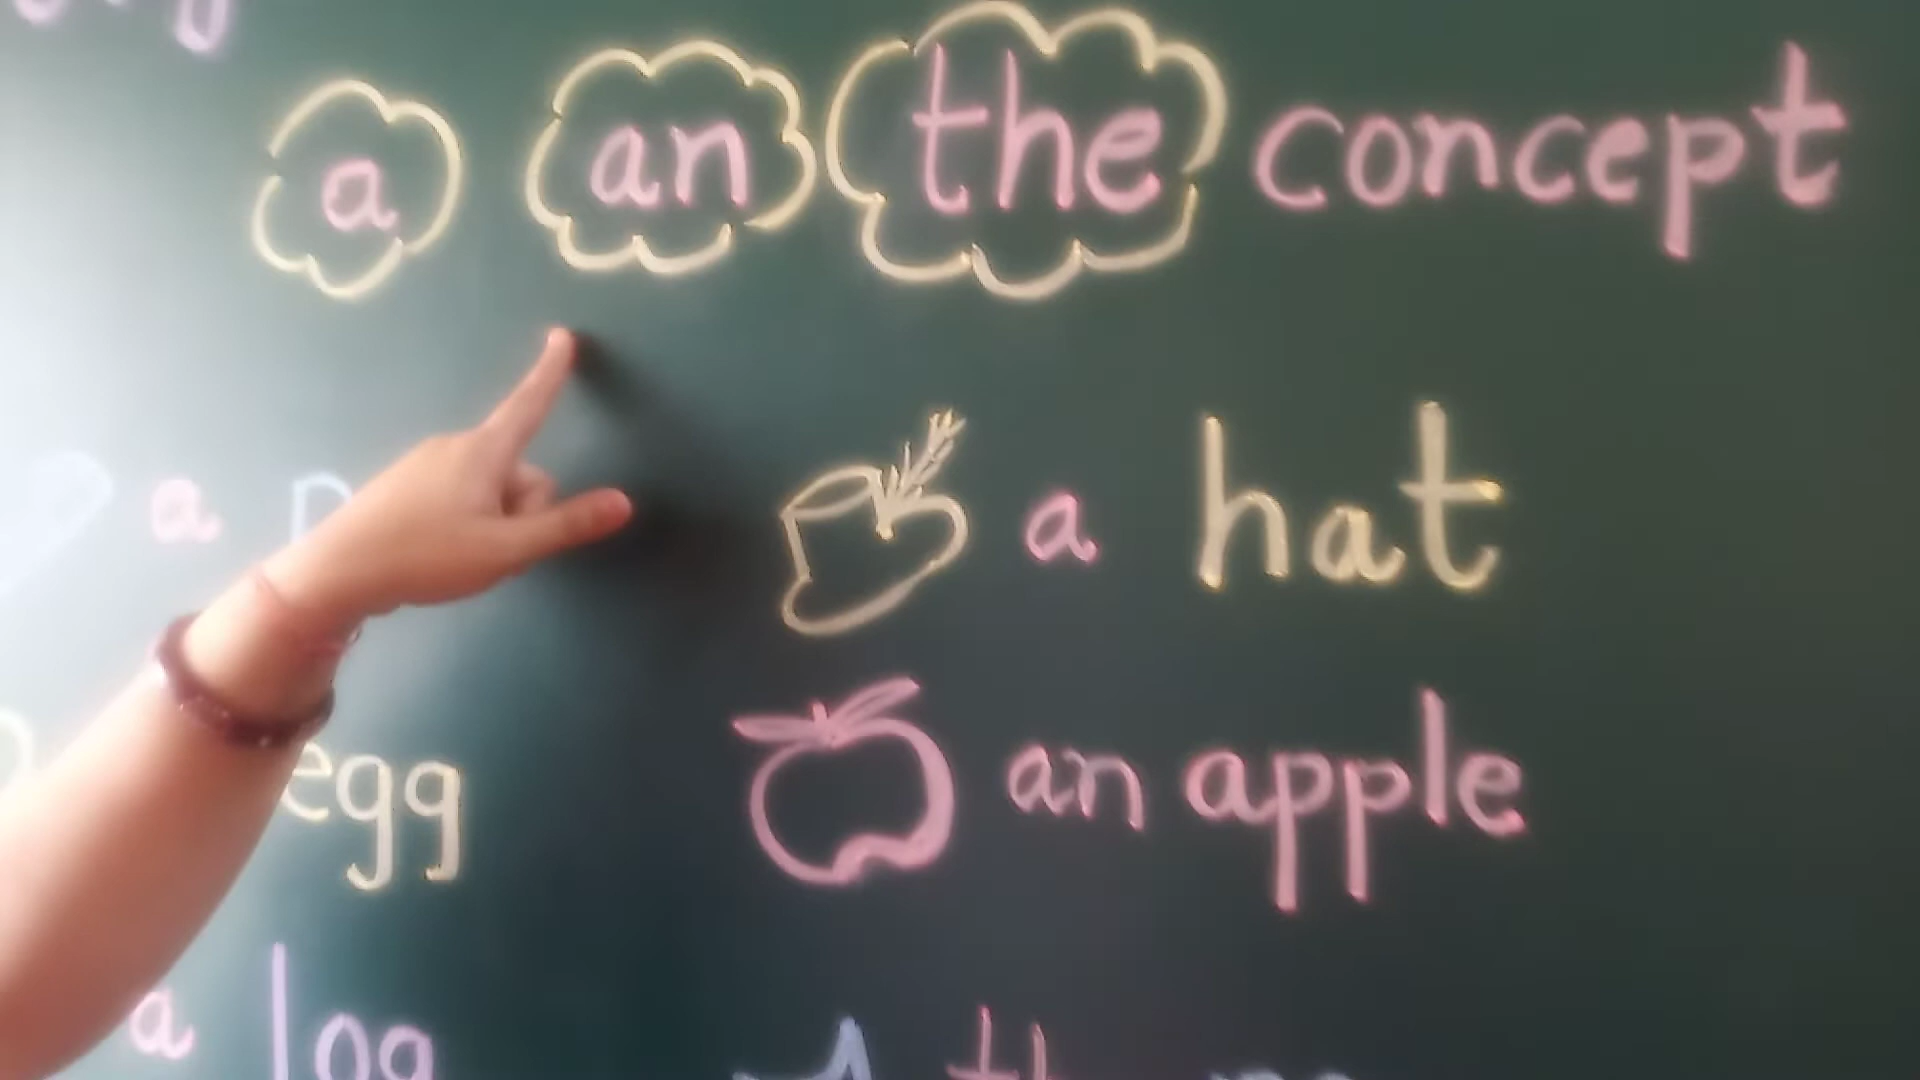 a an the concept
a a hat
egg an apple
a log